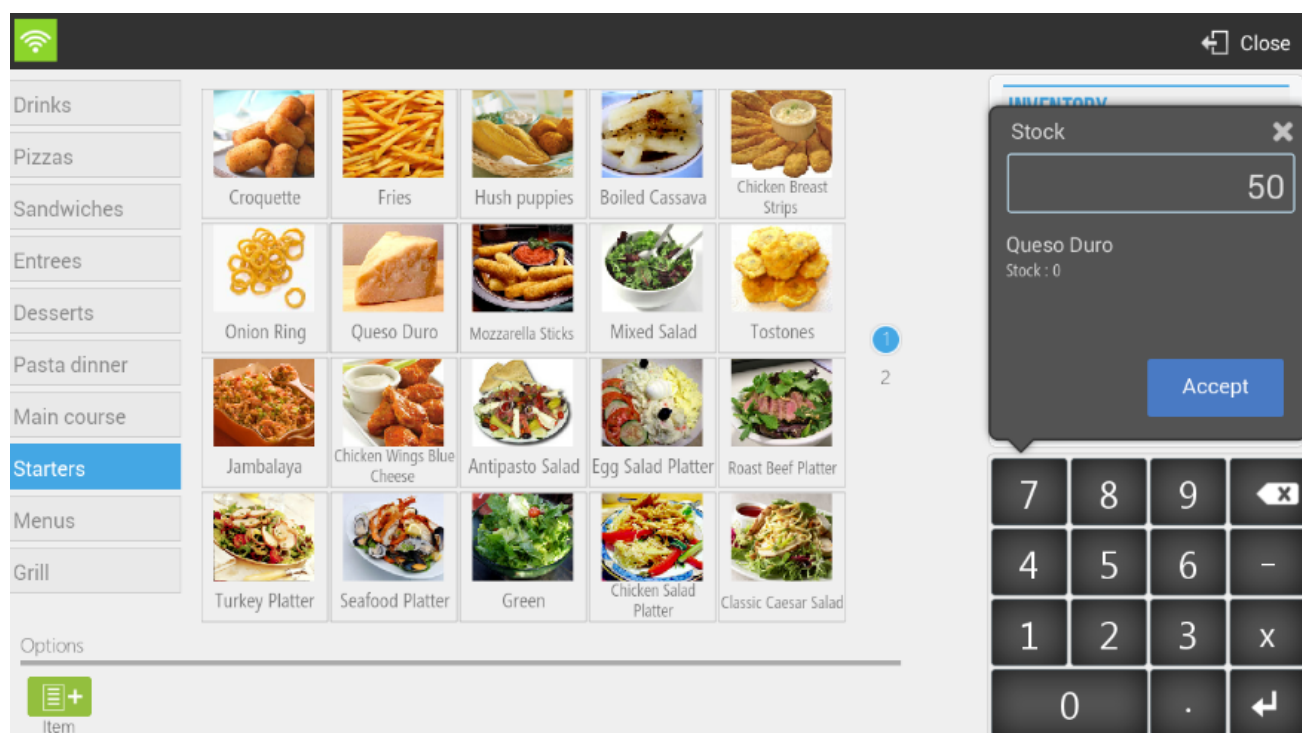 Close
Drinks
Pizzas
Sandwiches
Entrees
Desserts
Pasta dinner
Main course
Starters
Menus
Grill
Croquette
Fries
Hush puppies
Boiled Cassava
Chicken Breast
Strips
Onion Ring
Queso Duro
Mozzarella Sticks
Mixed Salad
Tostones
Jambalaya
Chicken Wings Blue
Cheese
Antipasto Salad
Egg Salad Platter
Roast Beef Platter
Turkey Platter
Seafood Platter
Green
Chicken Salad
Platter
Classic Caesar Salad
1
2
Options
Item
INVENTORY
Stock
50
Queso Duro
Stock : 0
Accept
7 8 9
4 5 6 -
1 2 3 x
0 .